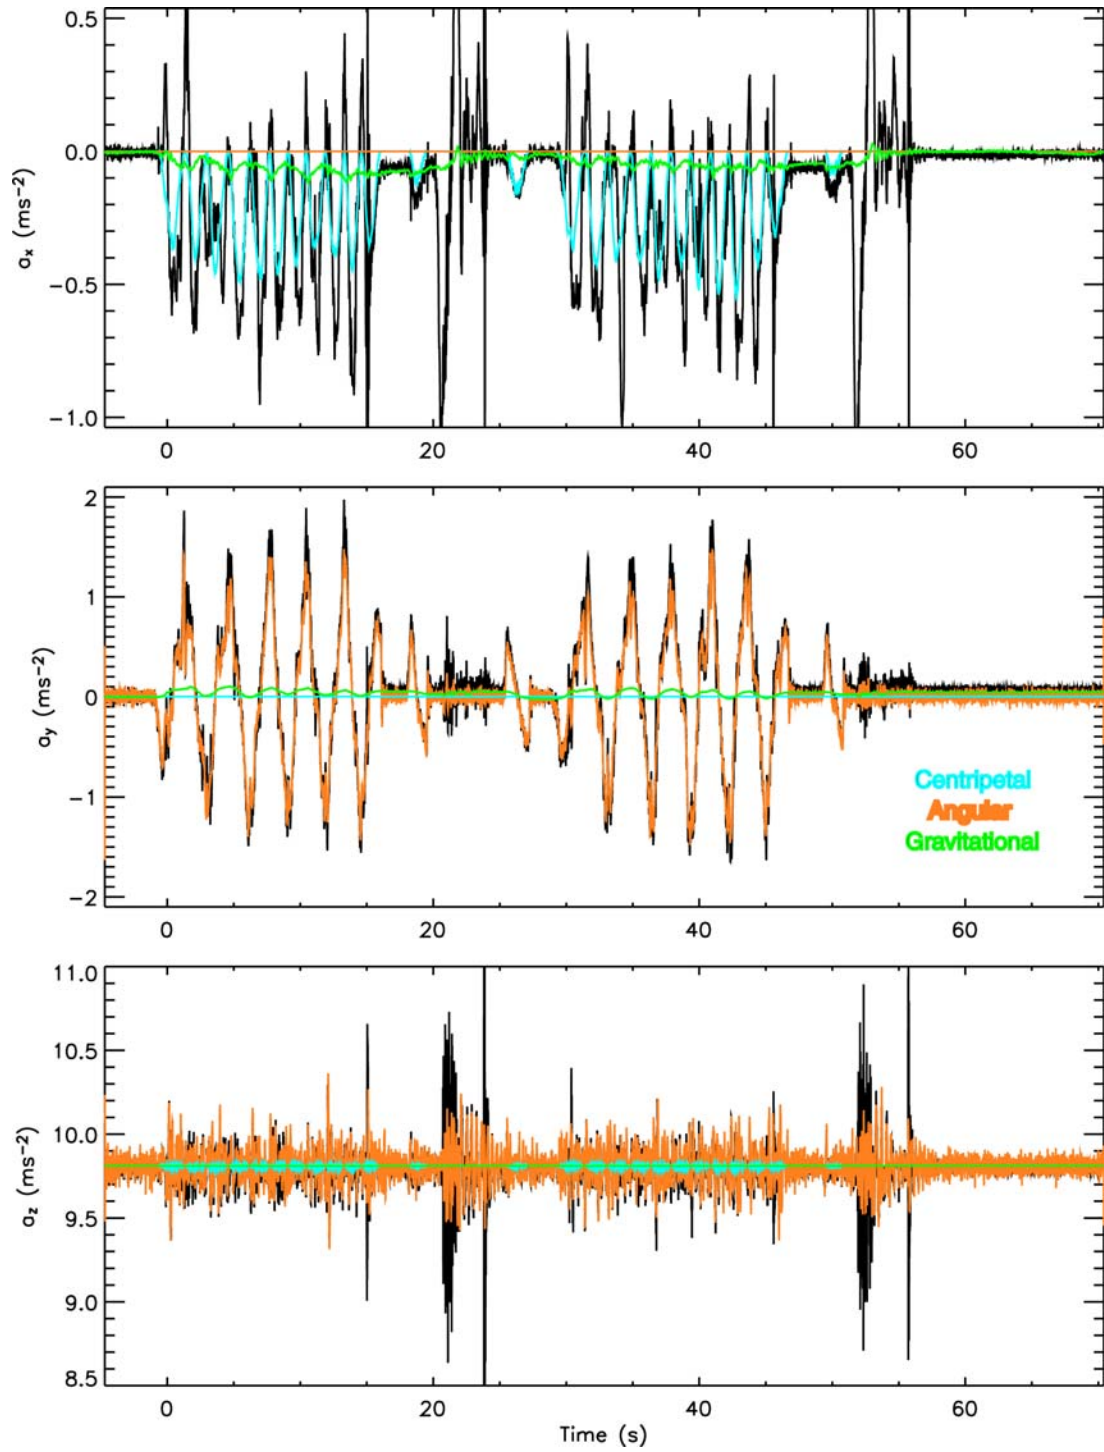 0.5
0.0
−0.5
−1.0
aₓ (ms⁻²)
0 20 40 60
2
1
0
−1
−2
a_y (ms⁻²)
Centripetal
Angular
Gravitational
0 20 40 60
11.0
10.5
10.0
9.5
9.0
8.5
a_z (ms⁻²)
0 20 40 60
Time (s)